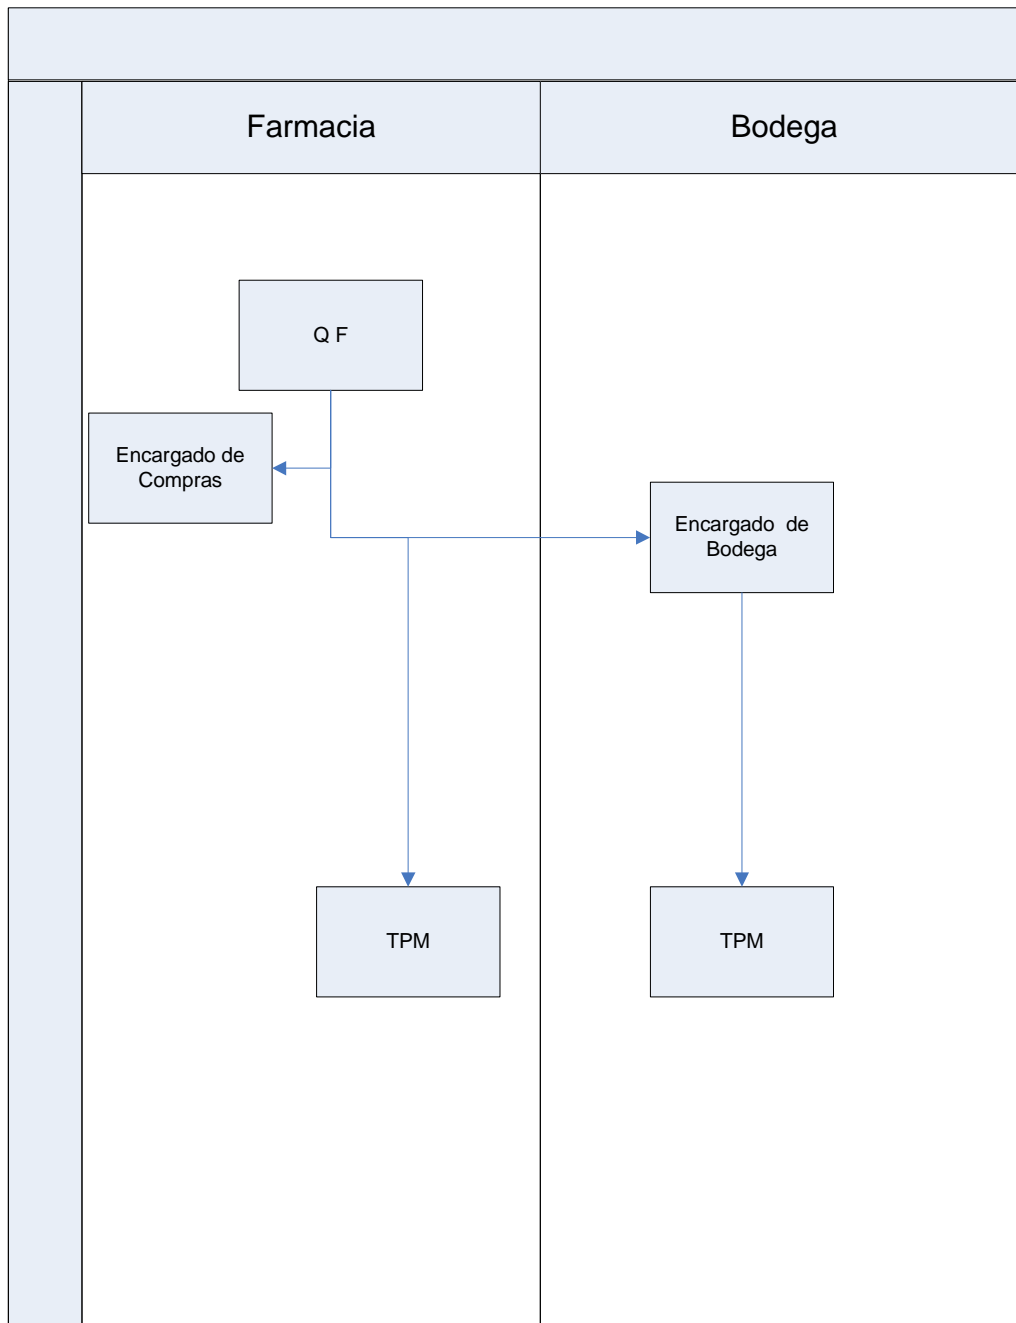 Farmacia
Bodega
Q F
Encargado de
Compras
Encargado de
Bodega
TPM
TPM